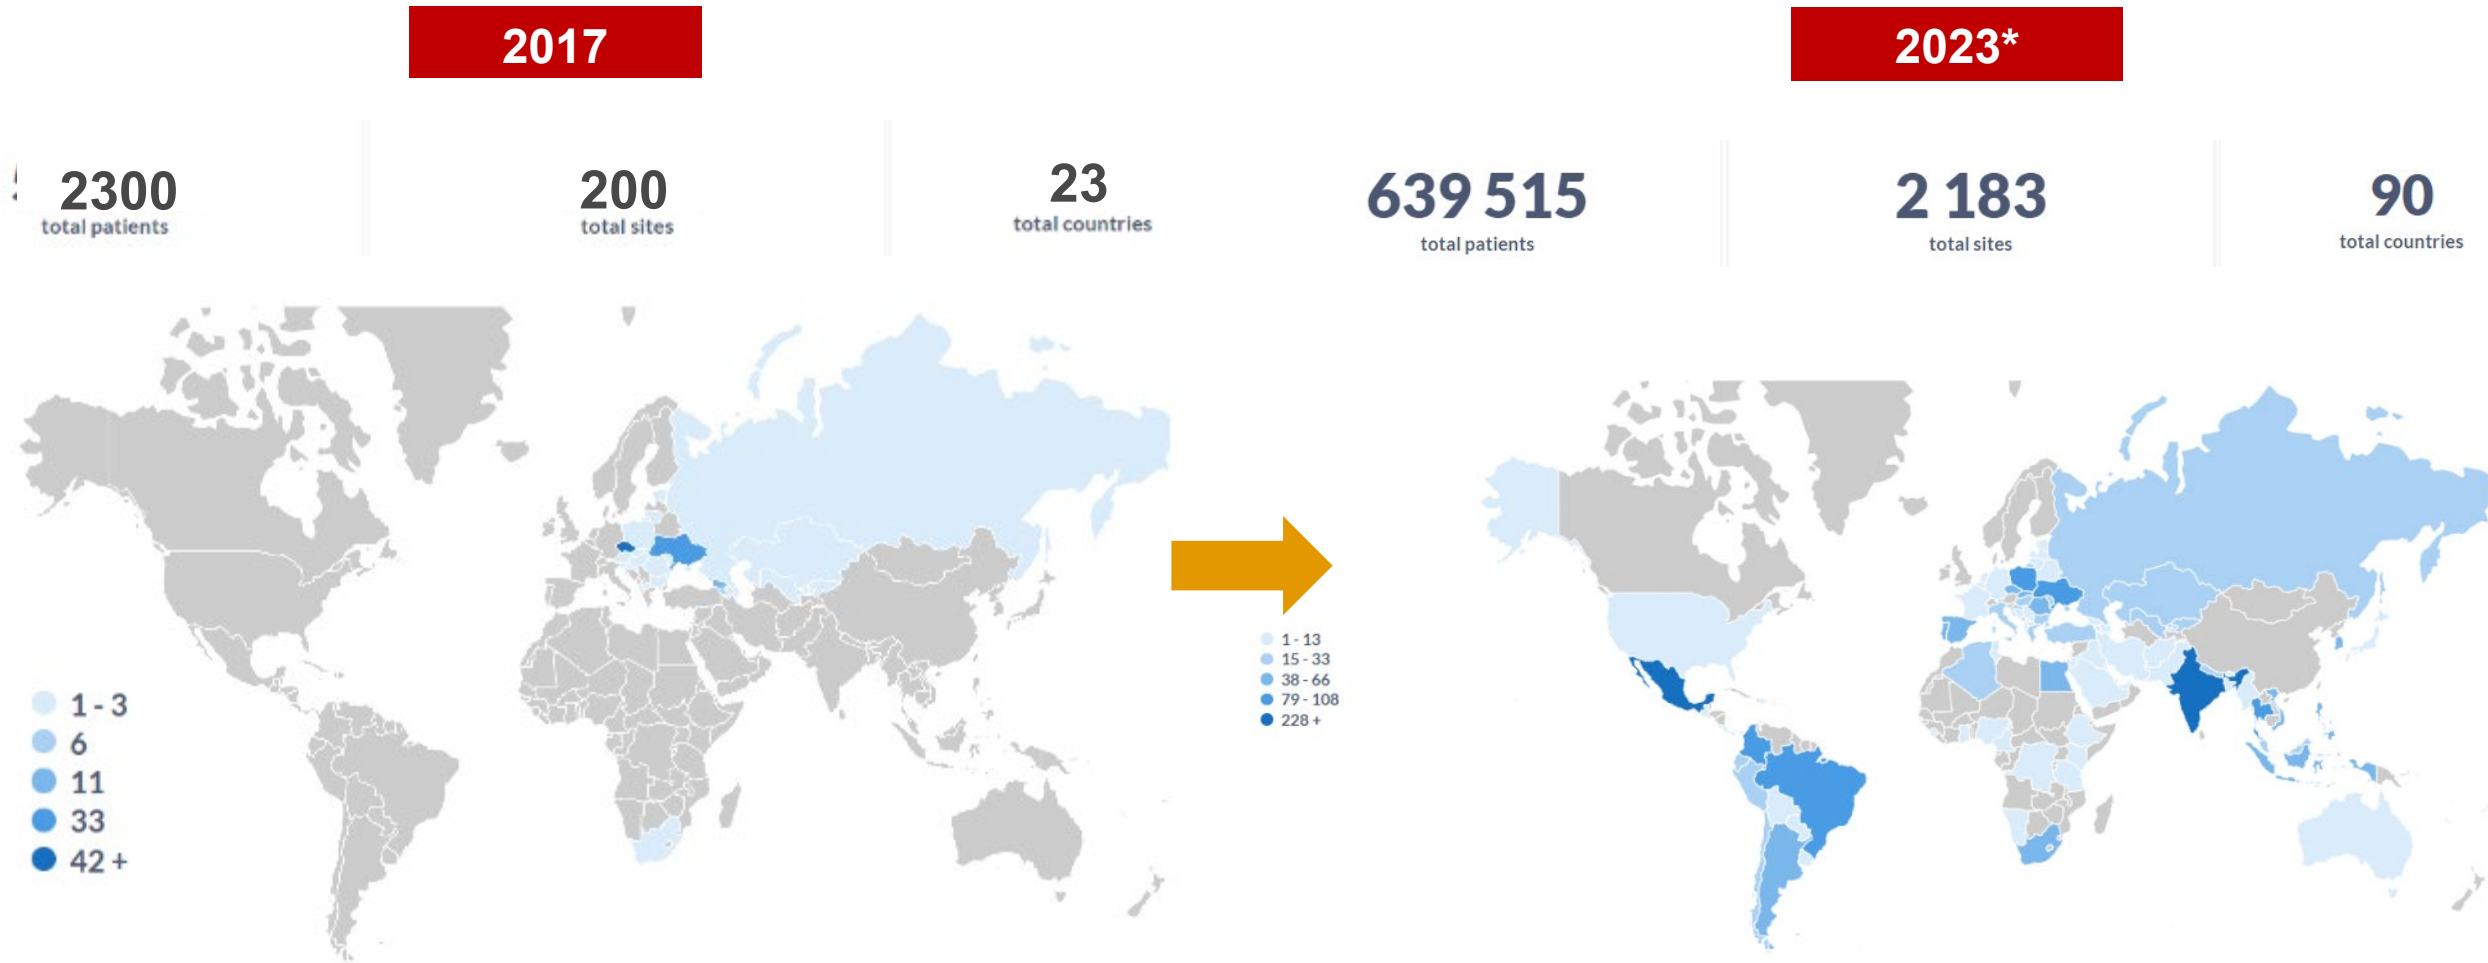 2017
2300
total patients
200
total sites
23
total countries
1 - 3
6
11
33
42 +
2023*
639 515
total patients
2 183
total sites
90
total countries
1 - 13
15 - 33
38 - 66
79 - 108
228 +